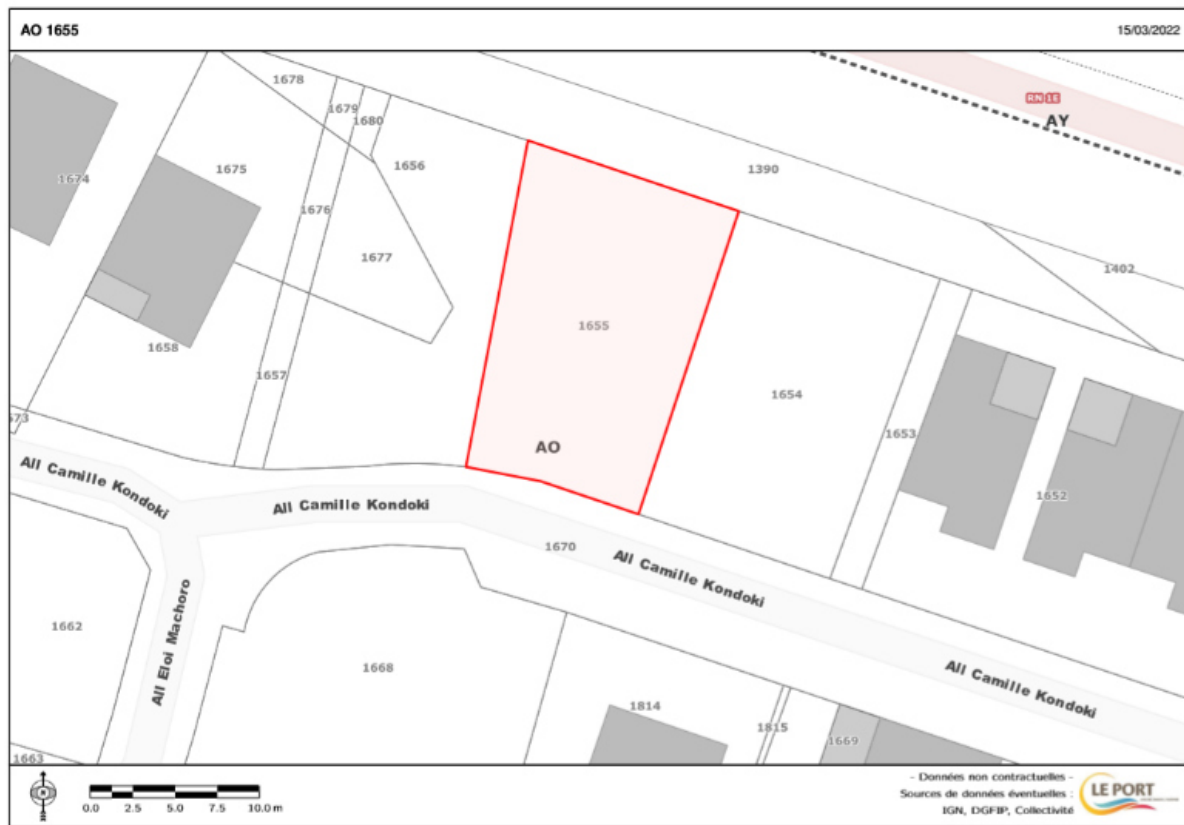 AO 1655
15/03/2022
1678
1679
1680
RN 1E
AY
1656
1390
1674
1675
1676
1677
1402
1655
1658
1657
1654
AO
1653
All Camille Kondoki
All Camille Kondoki
1652
1670
All Camille Kondoki
All Eloi Machoro
1662
1668
All Camille Kondoki
1814
1815
1669
1663
0.0 2.5 5.0 7.5 10.0 m
- Données non contractuelles -
Sources de données éventuelles :
IGN, DGFIP, Collectivité
LE PORT